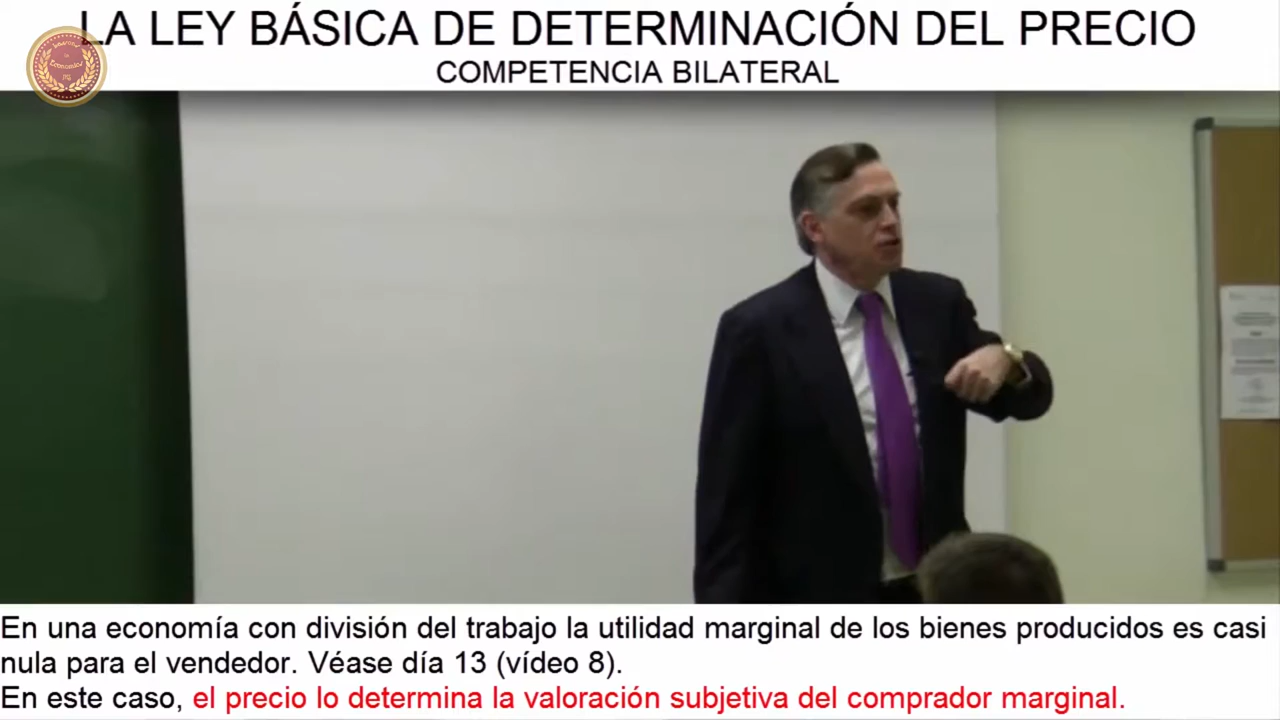 LA LEY BÁSICA DE DETERMINACIÓN DEL PRECIO
COMPETENCIA BILATERAL
En una economía con división del trabajo la utilidad marginal de los bienes producidos es casi
nula para el vendedor. Véase día 13 (vídeo 8).
En este caso, el precio lo determina la valoración subjetiva del comprador marginal.